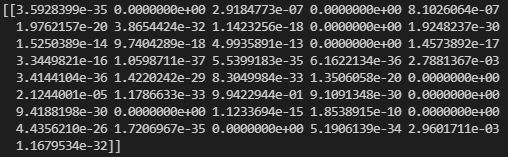 [[3.5928399e-35 0.0000000e+00 2.9184773e-07 0.0000000e+00 8.1026064e-07
1.9762157e-20 3.8654424e-32 1.1423256e-18 0.0000000e+00 1.9248237e-30
1.5250389e-14 9.7404289e-18 4.9935891e-13 0.0000000e+00 1.4573892e-17
3.3449821e-16 1.0598711e-37 5.5399183e-35 6.1622134e-36 2.7881367e-03
3.4144104e-36 1.4220242e-29 8.3049984e-33 1.3506058e-20 0.0000000e+00
2.1244001e-05 1.1786633e-33 9.9422944e-01 9.1091348e-30 0.0000000e+00
9.4188198e-30 0.0000000e+00 1.1233694e-15 1.8538915e-10 0.0000000e+00
4.4356210e-26 1.7206967e-35 0.0000000e+00 5.1906139e-34 2.9601711e-03
1.1679534e-32]]